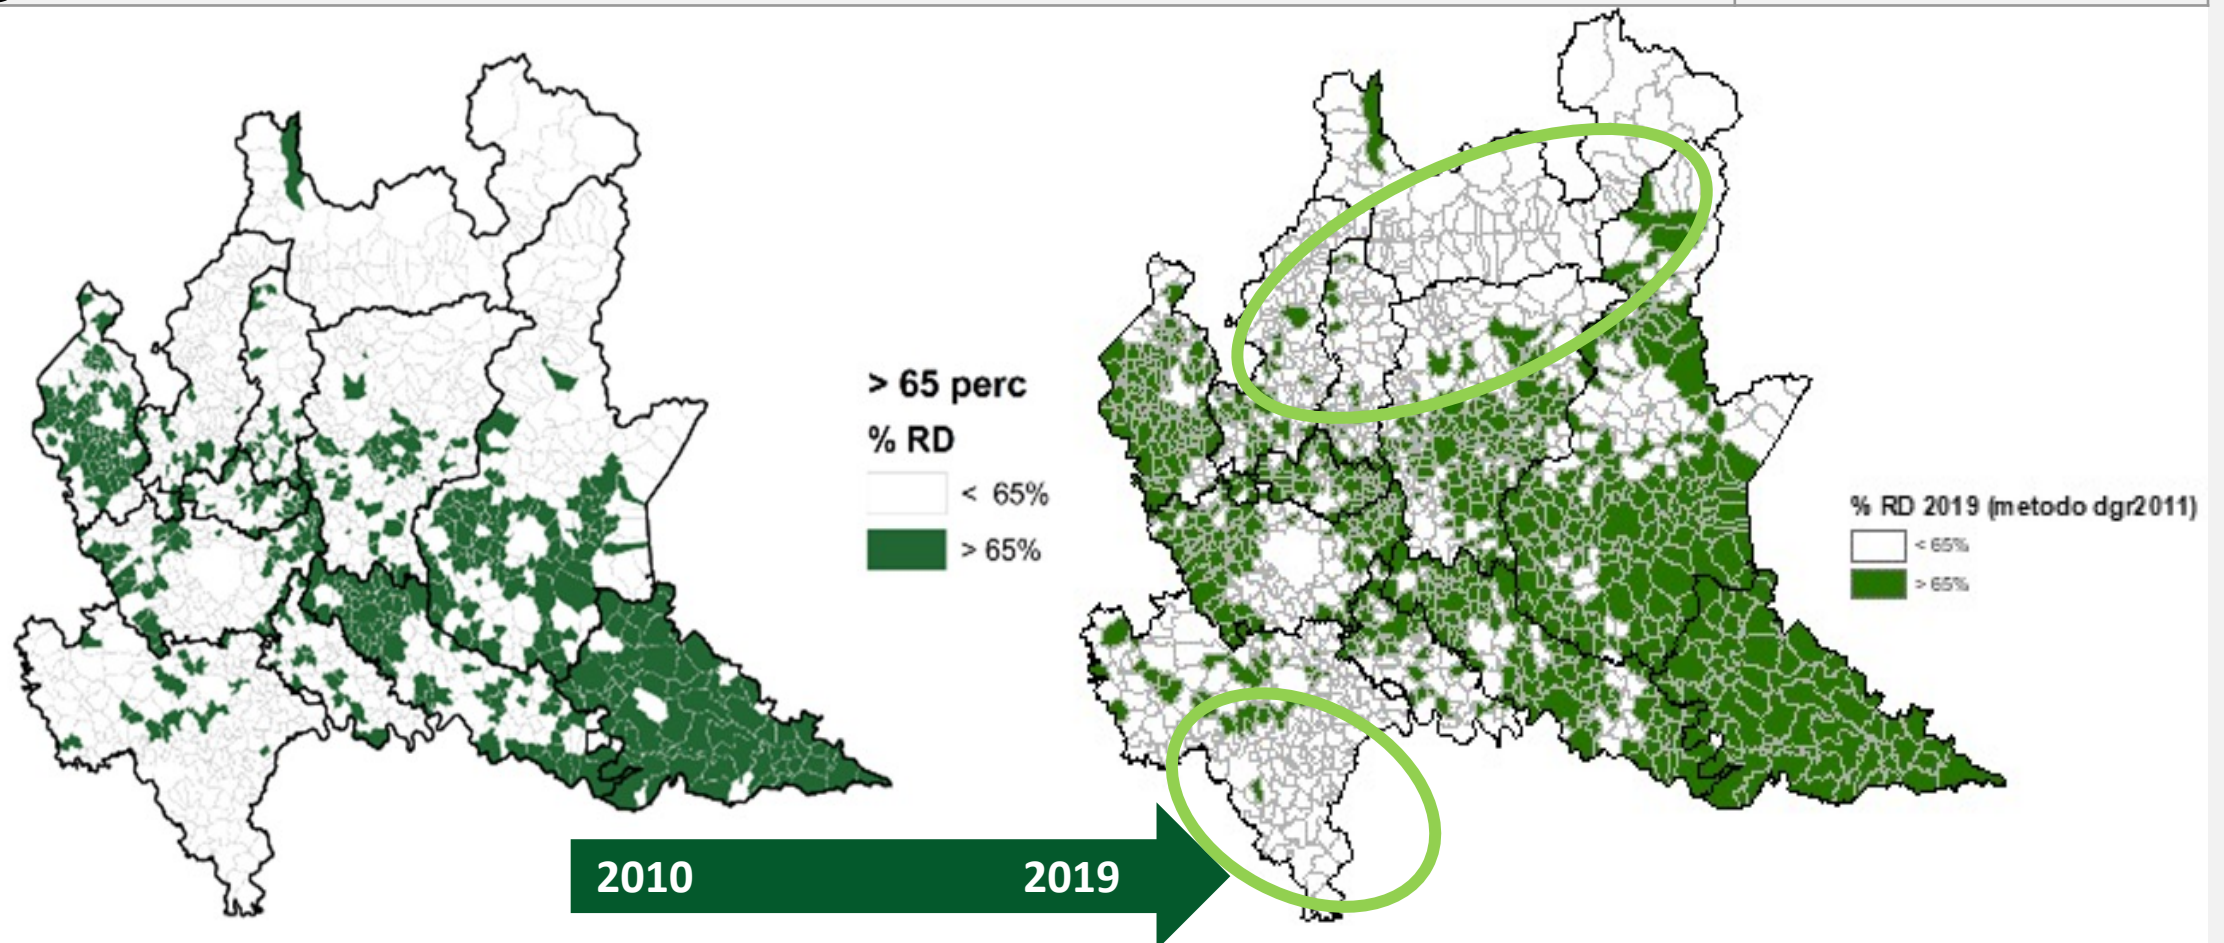 > 65 perc
% RD
< 65%
> 65%
% RD 2019 (metodo dgr2011)
< 65%
> 65%
2010 2019